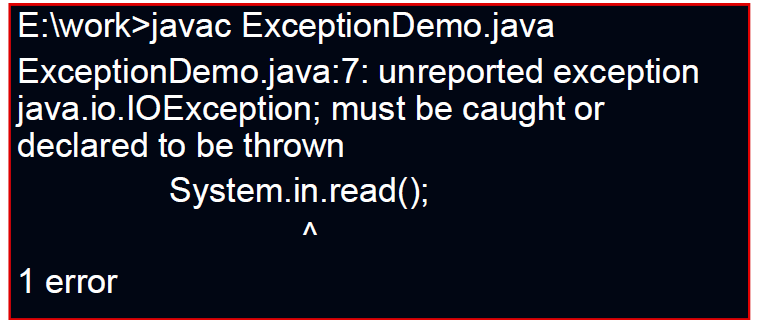 E:\work>javac ExceptionDemo.java
ExceptionDemo.java:7: unreported exception
java.io.IOException; must be caught or
declared to be thrown
System.in.read();
^
1 error